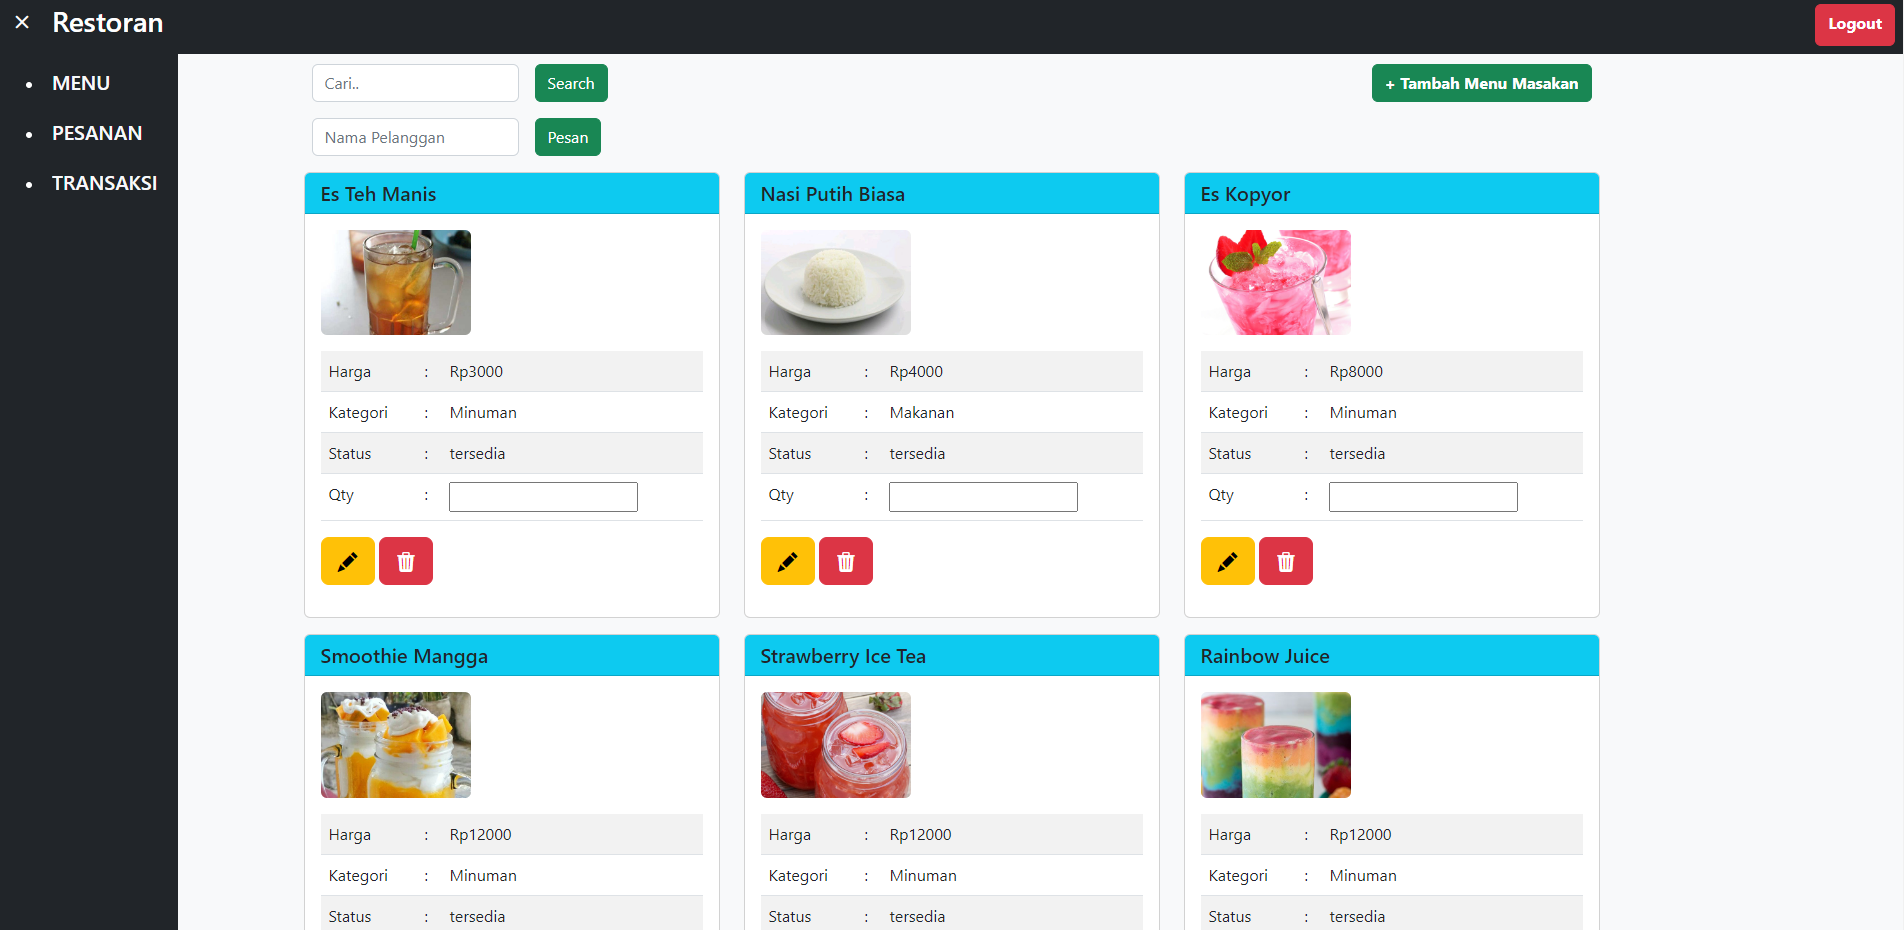 × Restoran
Logout
• MENU
• PESANAN
• TRANSAKSI
Cari..
Search
+ Tambah Menu Masakan
Nama Pelanggan
Pesan
Es Teh Manis
Harga : Rp3000
Kategori : Minuman
Status : tersedia
Qty :
Nasi Putih Biasa
Harga : Rp4000
Kategori : Makanan
Status : tersedia
Qty :
Es Kopyor
Harga : Rp8000
Kategori : Minuman
Status : tersedia
Qty :
Smoothie Mangga
Harga : Rp12000
Kategori : Minuman
Status : tersedia
Strawberry Ice Tea
Harga : Rp12000
Kategori : Minuman
Status : tersedia
Rainbow Juice
Harga : Rp12000
Kategori : Minuman
Status : tersedia